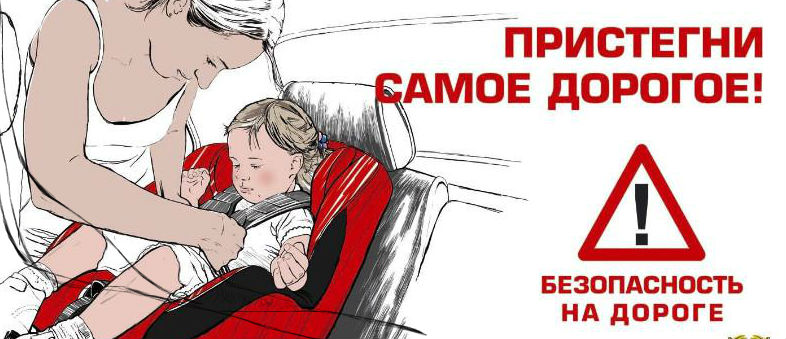 ПРИСТЕГНИ
САМОЕ ДОРОГОЕ!
!
БЕЗОПАСНОСТЬ
НА ДОРОГЕ